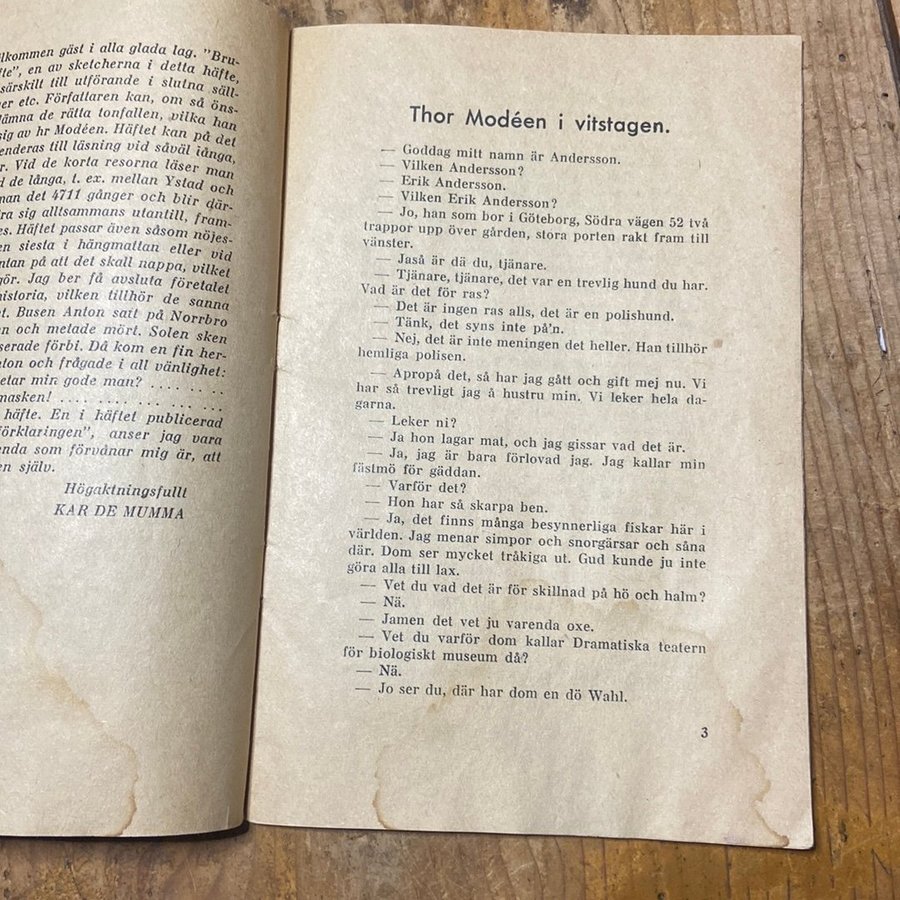 lkommen gäst i alla glada lag. "Bru-
fte", en av sketcherna i detta häfte,
särskilt till utförande i slutna säll-
ger etc. Författaren kan, om så öns-
lämna de rätta tonfallen, vilka han
sig av hr Modéen. Häftet kan på det
enderas till läsning vid såväl iånga,
r. Vid de korta resorna läser man
d de långa, t. ex. mellan Ystad och
man det 4711 gånger och blir där-
ra sig alltsammans utantill, fram-
es. Häftet passar även såsom nöjes-
en siesta i hängmattan eller vid
ntan på att det skall nappa, vilket
gör. Jag ber få avsluta företalet
historia, vilken tillhör de sanna
t. Busen Anton satt på Norrbro
en och metade mört. Solen sken
serade förbi. Då kom en fin her-
nton och frågade i all vänlighet:
etar min gode man? . . . . . . .
masken! . . . . . . . . . . . . . . .
häfte. En i häftet publicerad
förklaringen", anser jag vara
enda som förvånar mig är, att
en själv.
Högaktningsfullt
KAR DE MUMMA
Thor Modéen i vitstagen.
— Goddag mitt namn är Andersson.
— Vilken Andersson?
— Erik Andersson.
— Vilken Erik Andersson?
— Jo, han som bor i Göteborg, Södra vägen 52 två
trappor upp över gården, stora porten rakt fram till
vänster.
— Jaså är dä du, tjänare.
— Tjänare, tjänare, det var en trevlig hund du har.
Vad är det för ras?
— Det är ingen ras alls, det är en polishund.
— Tänk, det syns inte på'n.
— Nej, det är inte meningen det heller. Han tillhör
hemliga polisen.
— Apropå det, så har jag gått och gift mej nu. Vi
har så trevligt jag å hustru min. Vi leker hela da-
garna.
— Leker ni?
— Ja hon lagar mat, och jag gissar vad det är.
— Ja, jag är bara förlovad jag. Jag kallar min
fästmö för gäddan.
— Varför det?
— Hon har så skarpa ben.
— Ja, det finns många besynnerliga fiskar här i
världen. Jag menar simpor och snorgärsar och såna
där. Dom ser mycket tråkiga ut. Gud kunde ju inte
göra alla till lax.
— Vet du vad det är för skillnad på hö och halm?
— Nä.
— Jamen det vet ju varenda oxe.
— Vet du varför dom kallar Dramatiska teatern
för biologiskt museum då?
— Nä.
— Jo ser du, där har dom en dö Wahl.
3